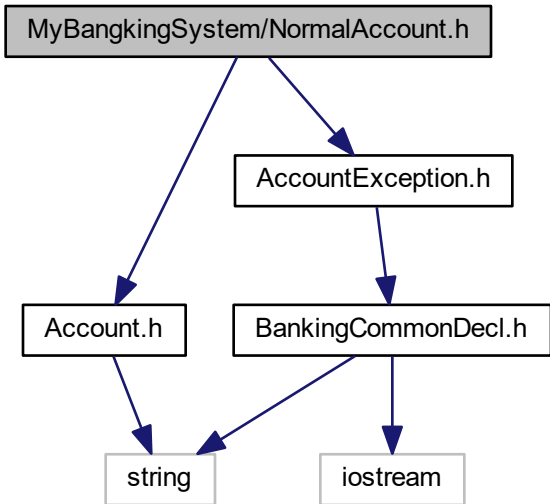 MyBangkingSystem/NormalAccount.h
AccountException.h
Account.h
BankingCommonDecl.h
string
iostream